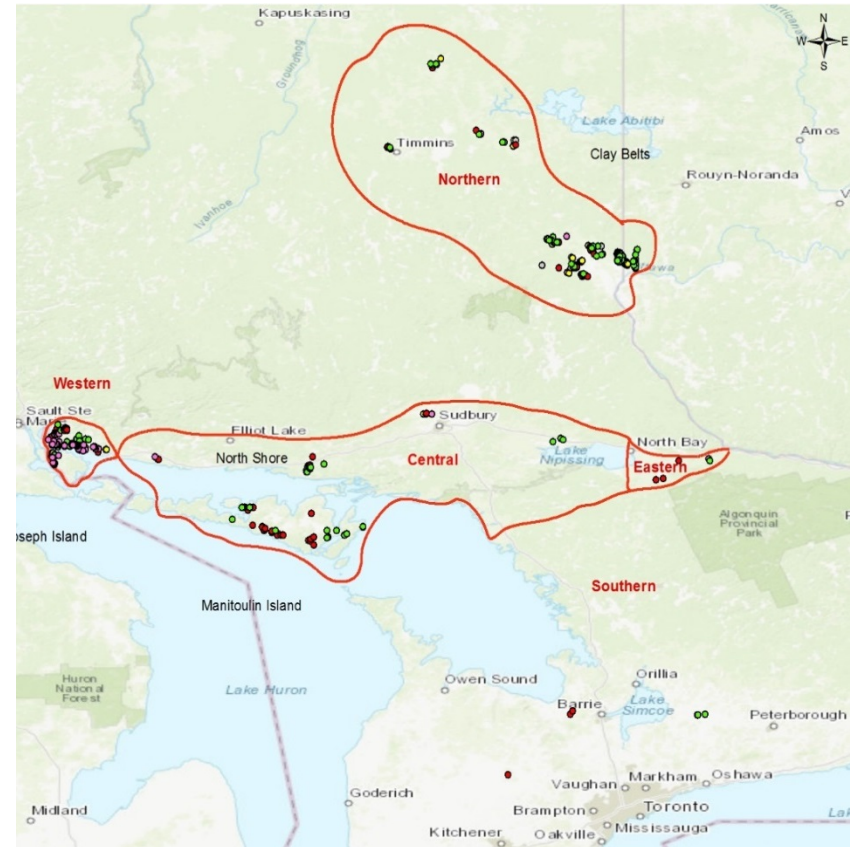 Kapuskasing
Groundhog
N
W E
S
Lake Abitibi
Amos
Timmins
Clay Belts
Rouyn-Noranda
Northern
Ivanhoe
Western
Sault Ste
Elliot Lake
Sudbury
North Bay
North Shore
Central
Lake
Nipissing
Eastern
Algonquin
Provincial
Park
oseph Island
Southern
Manitoulin Island
Huron
National
Forest
Lake Huron
Owen Sound
Orillia
Barrie
Lake
Simcoe
Peterborough
Goderich
Vaughan
Markham
Oshawa
Midland
Brampton
Toronto
Mississauga
Kitchener
Oakville